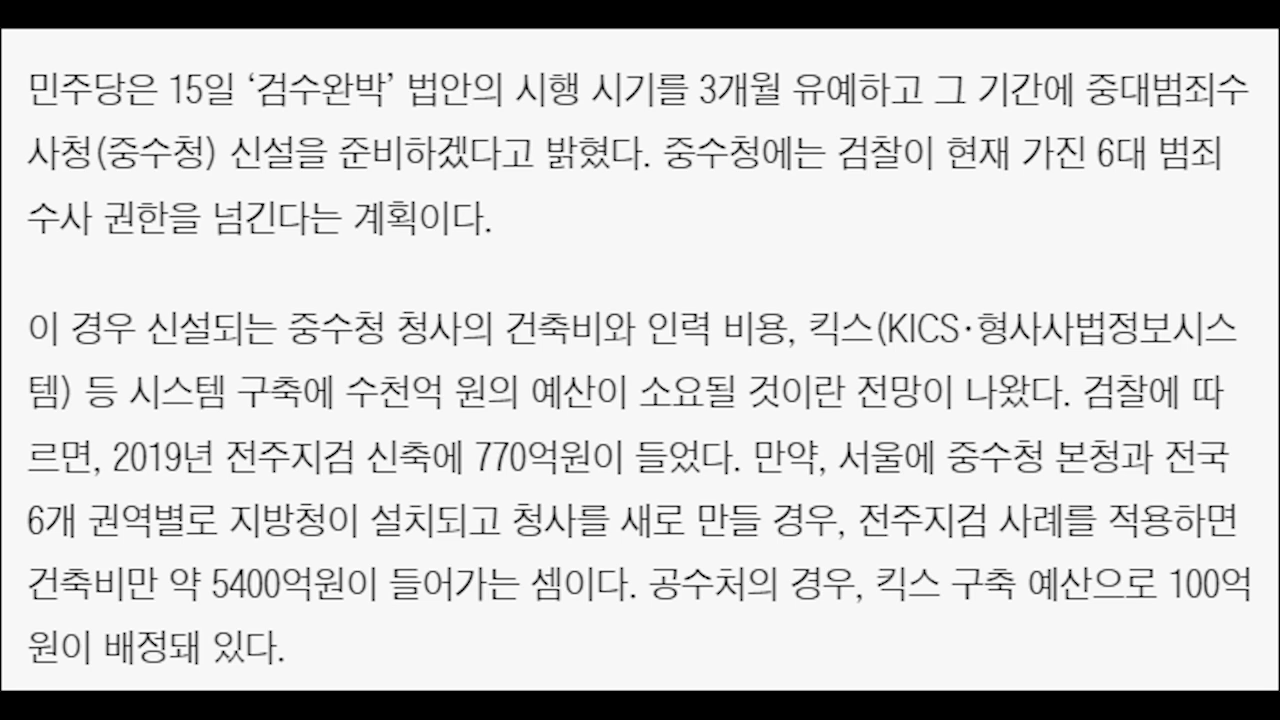 민주당은 15일 ‘검수완박’ 법안의 시행 시기를 3개월 유예하고 그 기간에 중대범죄수
사청(중수청) 신설을 준비하겠다고 밝혔다. 중수청에는 검찰이 현재 가진 6대 범죄
수사 권한을 넘긴다는 계획이다.
이 경우 신설되는 중수청 청사의 건축비와 인력 비용, 킥스(KICS·형사사법정보시스
템) 등 시스템 구축에 수천억 원의 예산이 소요될 것이란 전망이 나왔다. 검찰에 따
르면, 2019년 전주지검 신축에 770억원이 들었다. 만약, 서울에 중수청 본청과 전국
6개 권역별로 지방청이 설치되고 청사를 새로 만들 경우, 전주지검 사례를 적용하면
건축비만 약 5400억원이 들어가는 셈이다. 공수처의 경우, 킥스 구축 예산으로 100억
원이 배정돼 있다.